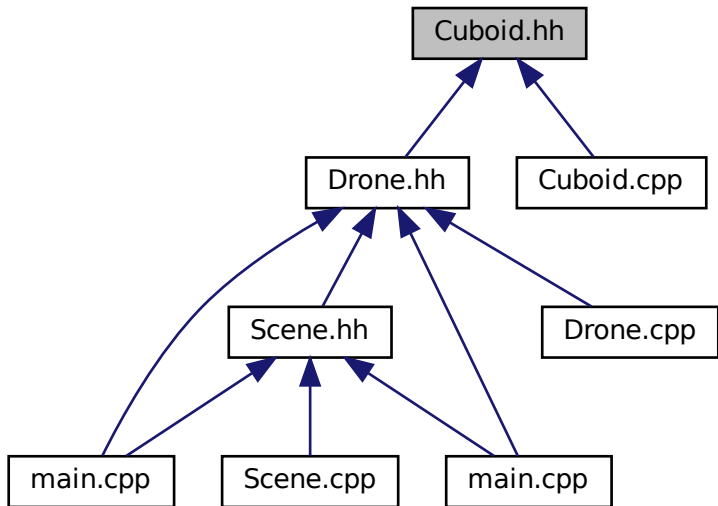 Cuboid.hh
Drone.hh
Cuboid.cpp
Scene.hh
Drone.cpp
main.cpp
Scene.cpp
main.cpp